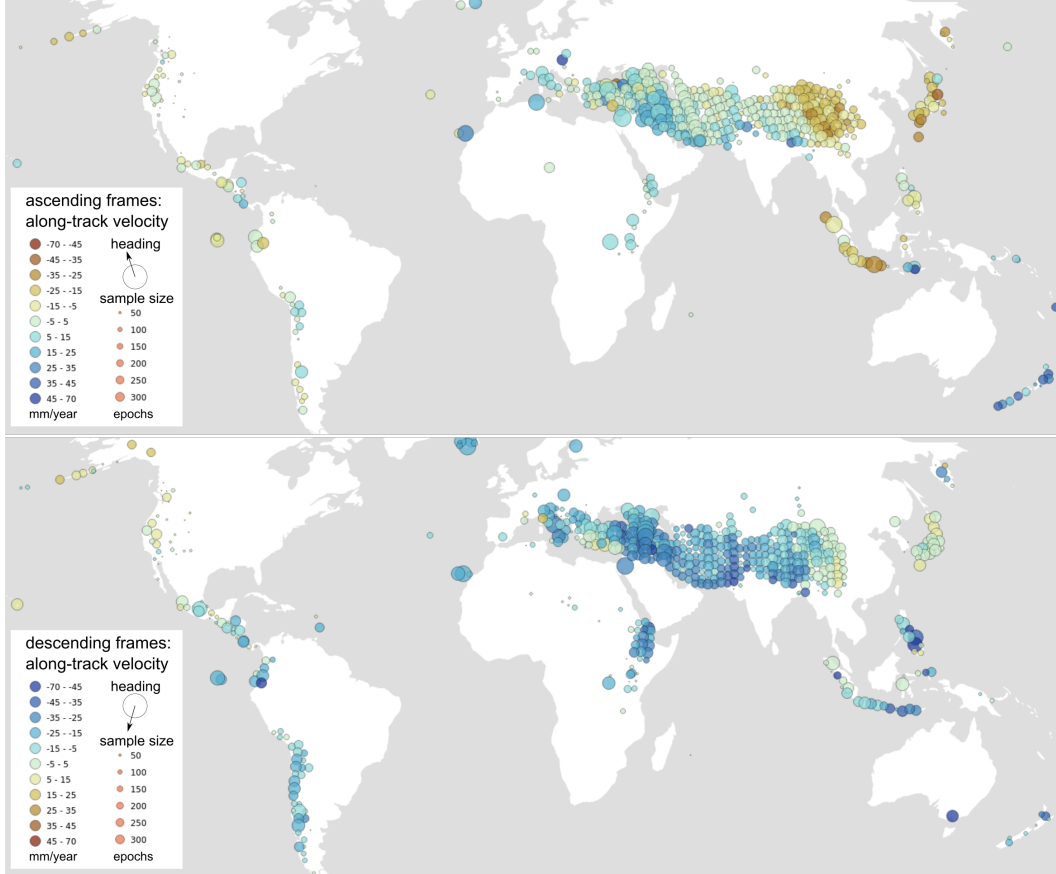 ascending frames:
along-track velocity
-70 - -45
-45 - -35
-35 - -25
-25 - -15
-15 - -5
-5 - 5
5 - 15
15 - 25
25 - 35
35 - 45
45 - 70
mm/year
heading
sample size
50
100
150
200
250
300
epochs
descending frames:
along-track velocity
-70 - -45
-45 - -35
-35 - -25
-25 - -15
-15 - -5
-5 - 5
5 - 15
15 - 25
25 - 35
35 - 45
45 - 70
mm/year
heading
sample size
50
100
150
200
250
300
epochs